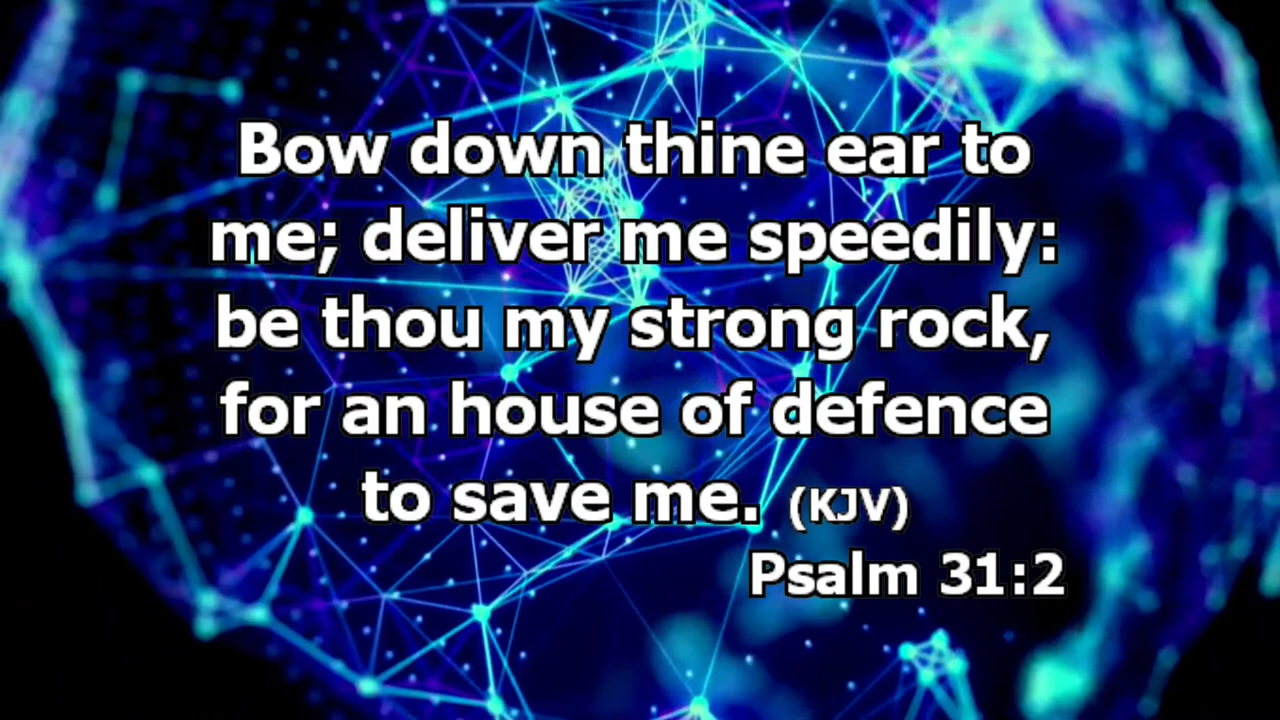 Bow down thine ear to
me; deliver me speedily:
be thou my strong rock,
for an house of defence
to save me. (KJV)
Psalm 31:2